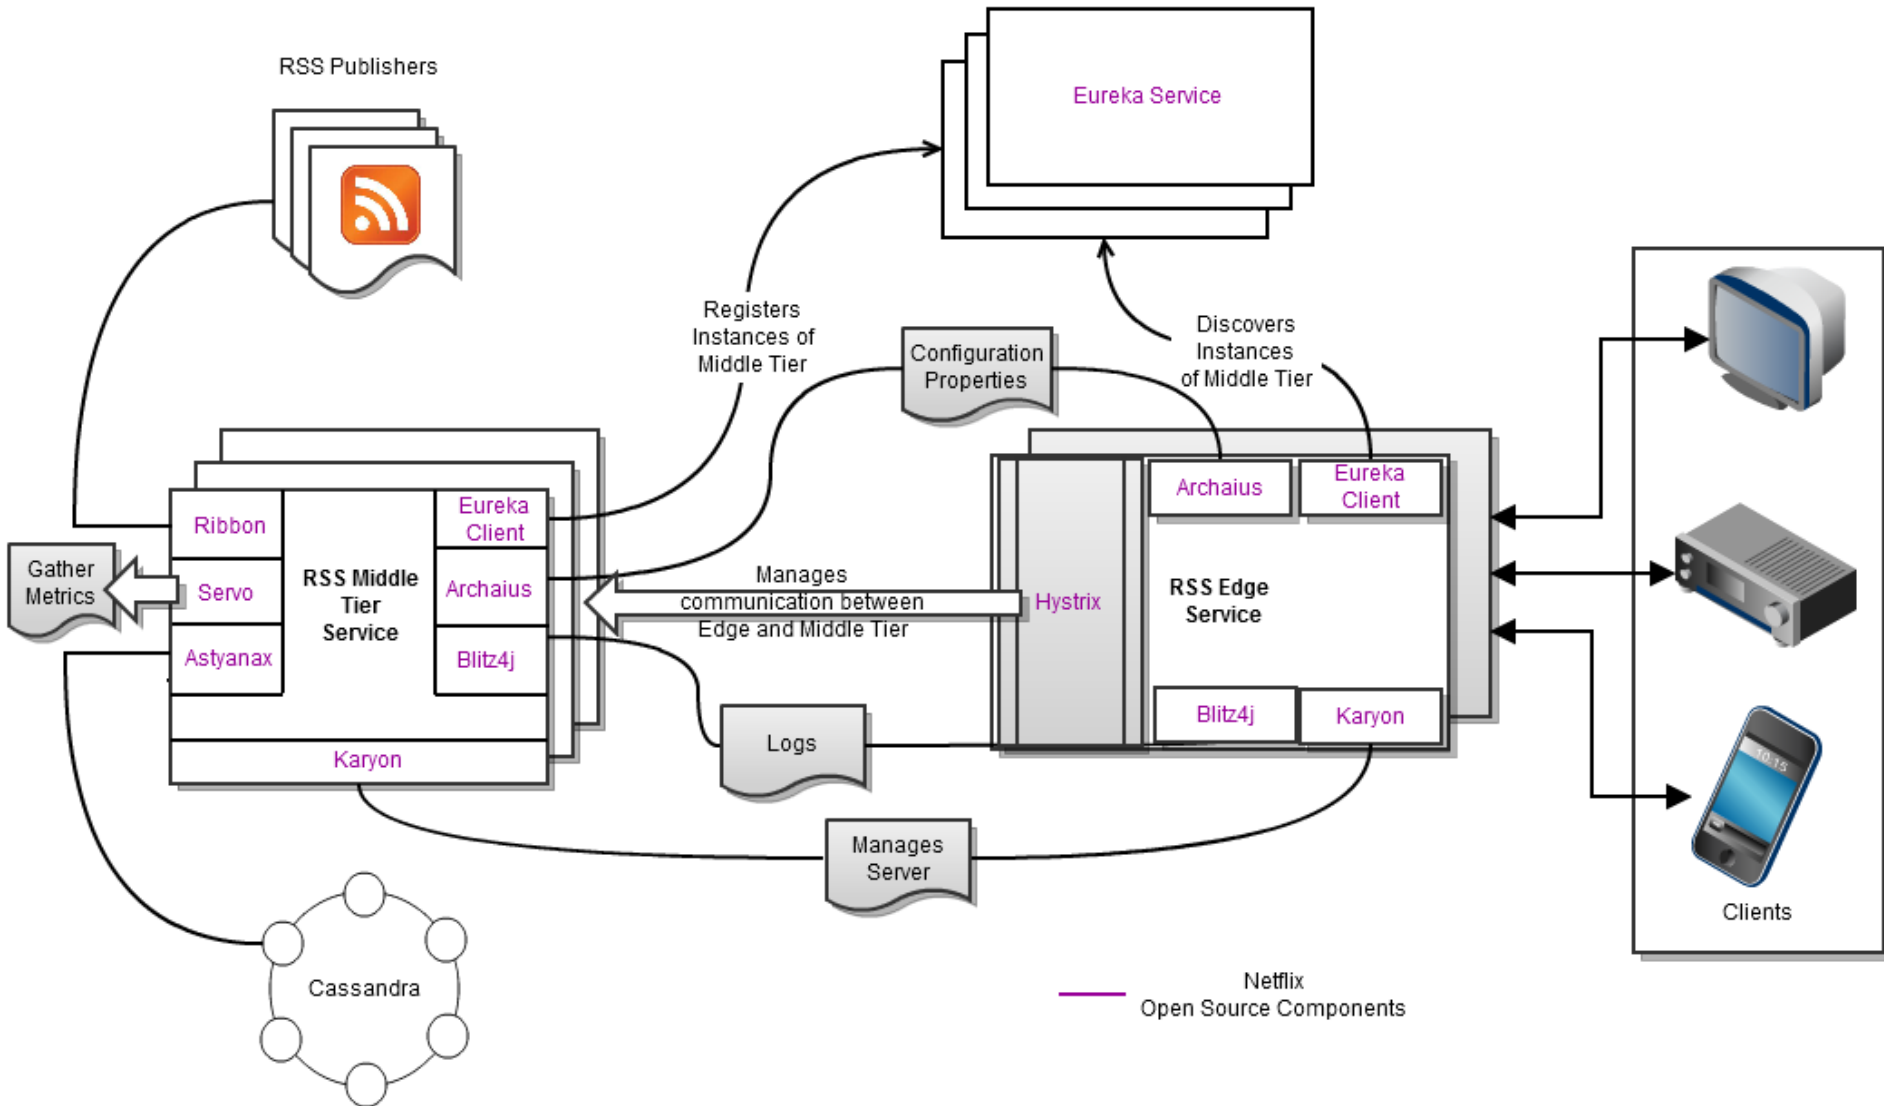 RSS Publishers
Eureka Service
Registers
Instances of
Middle Tier
Configuration
Properties
Discovers
Instances
of Middle Tier
Ribbon
Servo
Astyanax
Gather
Metrics
RSS Middle
Tier
Service
Eureka
Client
Archaius
Blitz4j
Karyon
Manages
communication between
Edge and Middle Tier
Hystrix
Archaius
Eureka
Client
RSS Edge
Service
Blitz4j
Karyon
Logs
Manages
Server
10:15
Clients
Cassandra
Netflix
Open Source Components